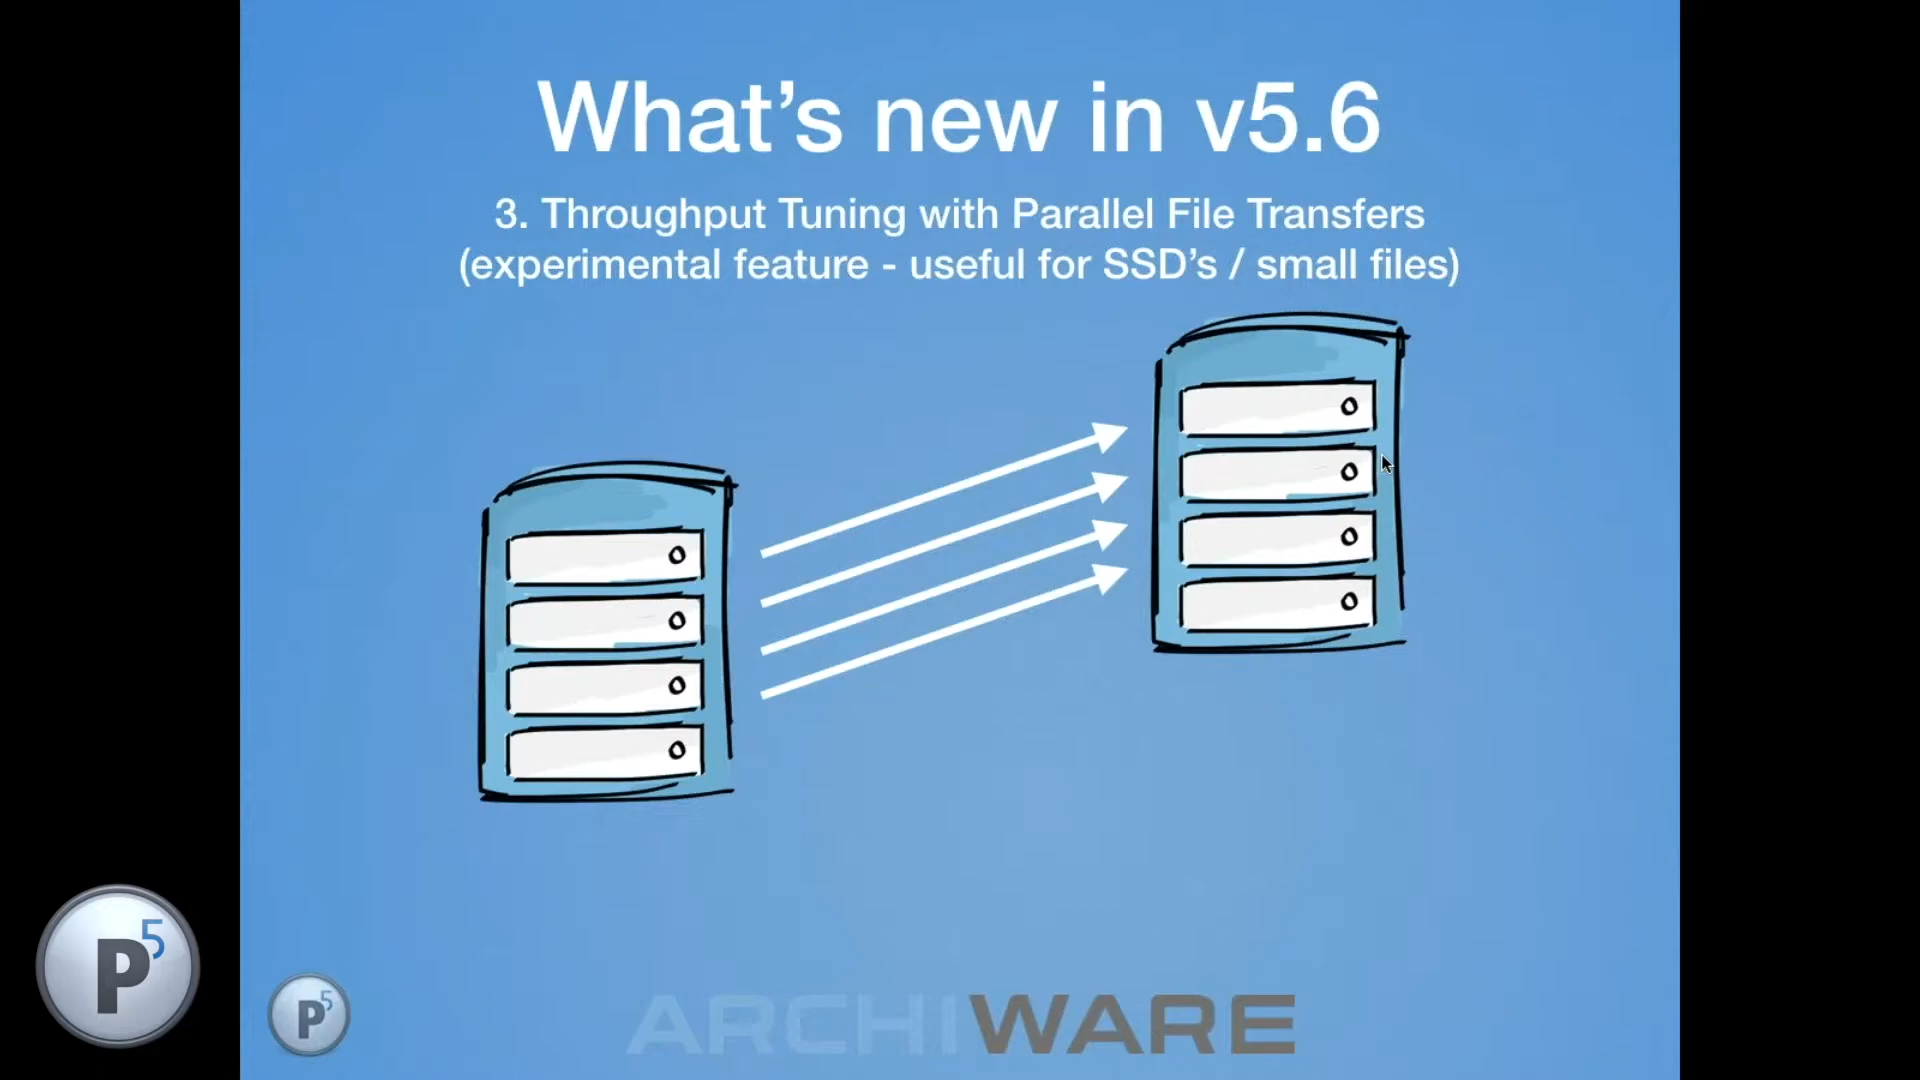 What’s new in v5.6
3. Throughput Tuning with Parallel File Transfers
(experimental feature - useful for SSD’s / small files)
P5
P5
ARCHIWARE